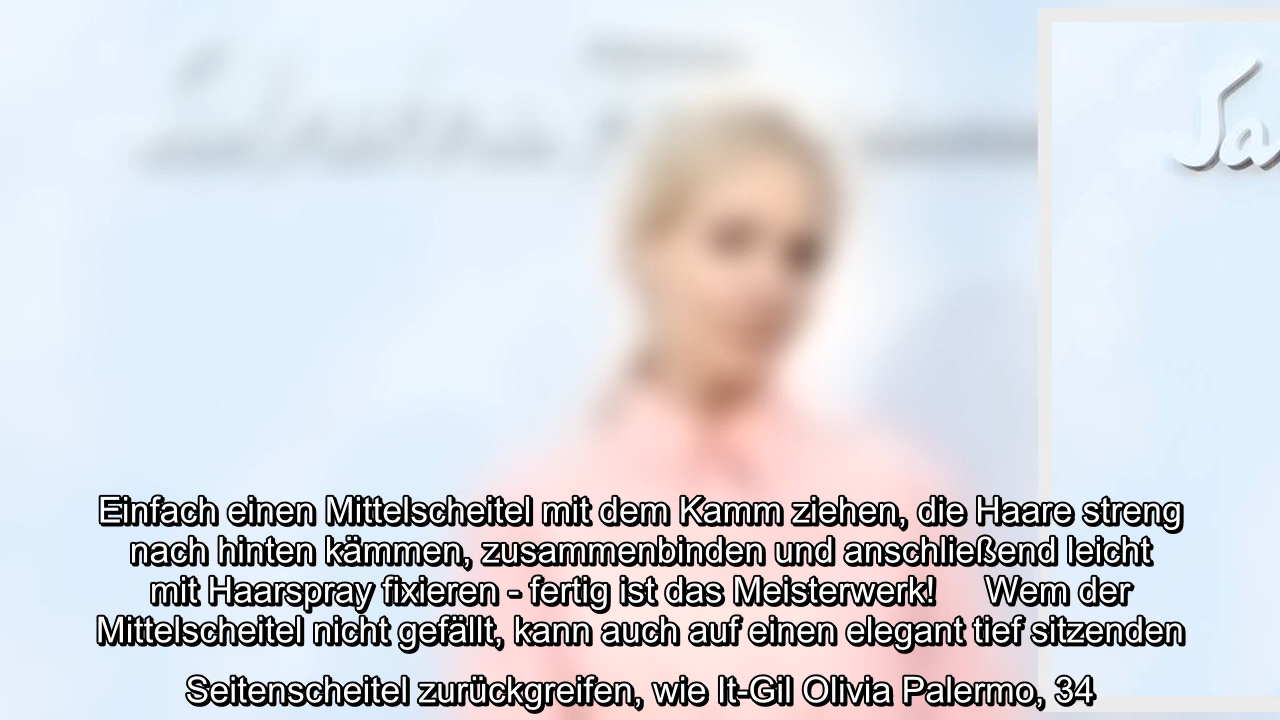 Sa
Einfach einen Mittelscheitel mit dem Kamm ziehen, die Haare streng
nach hinten kämmen, zusammenbinden und anschließend leicht
mit Haarspray fixieren - fertig ist das Meisterwerk! Wem der
Mittelscheitel nicht gefällt, kann auch auf einen elegant tief sitzenden
Seitenscheitel zurückgreifen, wie It-Gil Olivia Palermo, 34